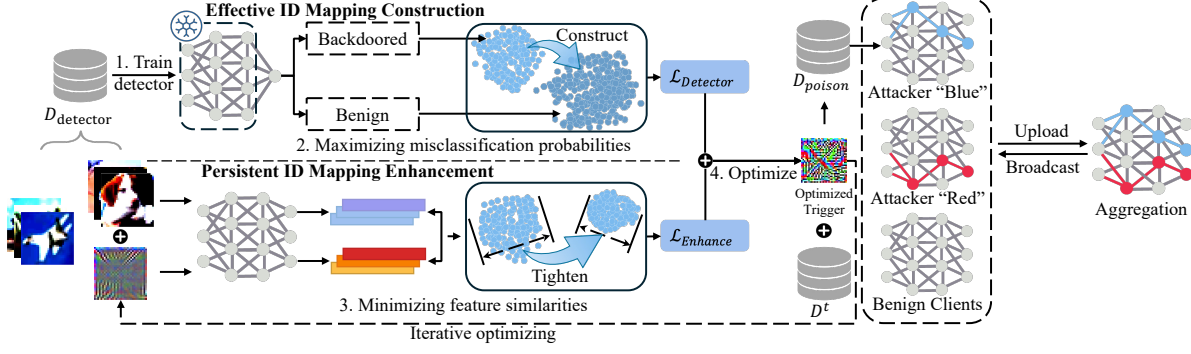 Effective ID Mapping Construction
1. Train
detector
D_detector
Backdoored
Benign
Construct
2. Maximizing misclassification probabilities
ℒ_Detector
Persistent ID Mapping Enhancement
Tighten
3. Minimizing feature similarities
ℒ_Enhance
4. Optimize
Iterative optimizing
D_poison
Optimized
Trigger
D^t
Attacker “Blue”
Attacker “Red”
Benign Clients
Upload
Broadcast
Aggregation